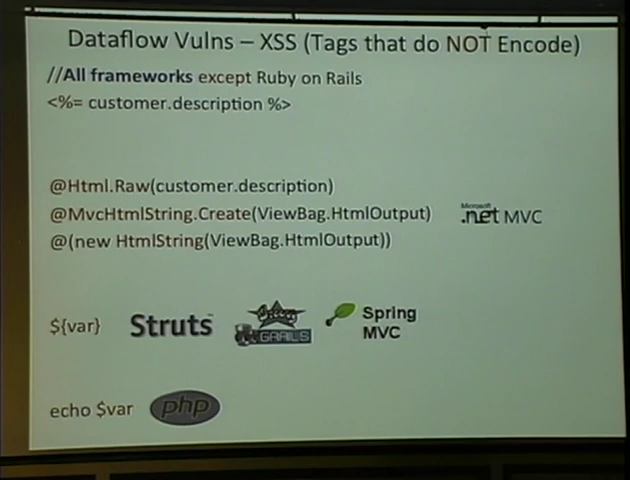 Dataflow Vulns – XSS (Tags that do NOT Encode)
//All frameworks except Ruby on Rails
<%= customer.description %>
@Html.Raw(customer.description)
@MvcHtmlString.Create(ViewBag.HtmlOutput)
Microsoft
.net MVC
@(new HtmlString(ViewBag.HtmlOutput))
${var}
Struts
GRAILS
Spring
MVC
echo $var
php